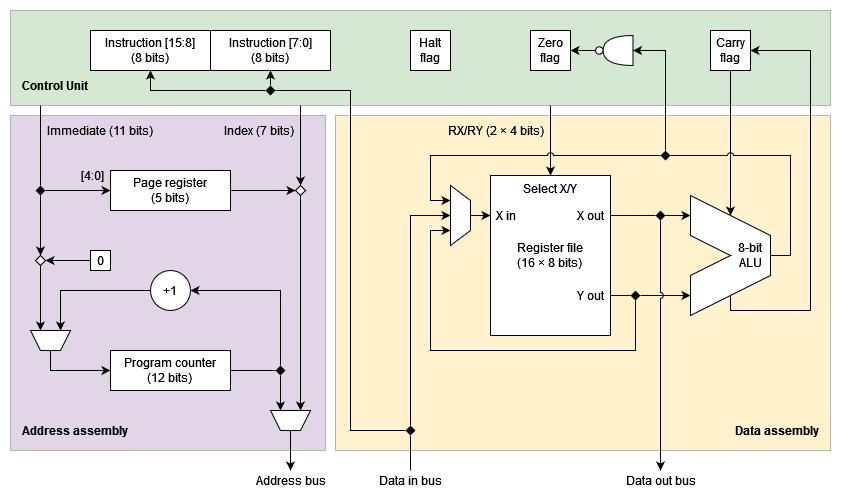 Instruction [15:8]
(8 bits)
Instruction [7:0]
(8 bits)
Halt
flag
Zero
flag
Carry
flag
Control Unit
Immediate (11 bits)
Index (7 bits)
RX/RY (2 × 4 bits)
[4:0]
Page register
(5 bits)
Select X/Y
X in
X out
Register file
(16 × 8 bits)
8-bit
ALU
0
+1
Y out
Program counter
(12 bits)
Address assembly
Data assembly
Address bus
Data in bus
Data out bus